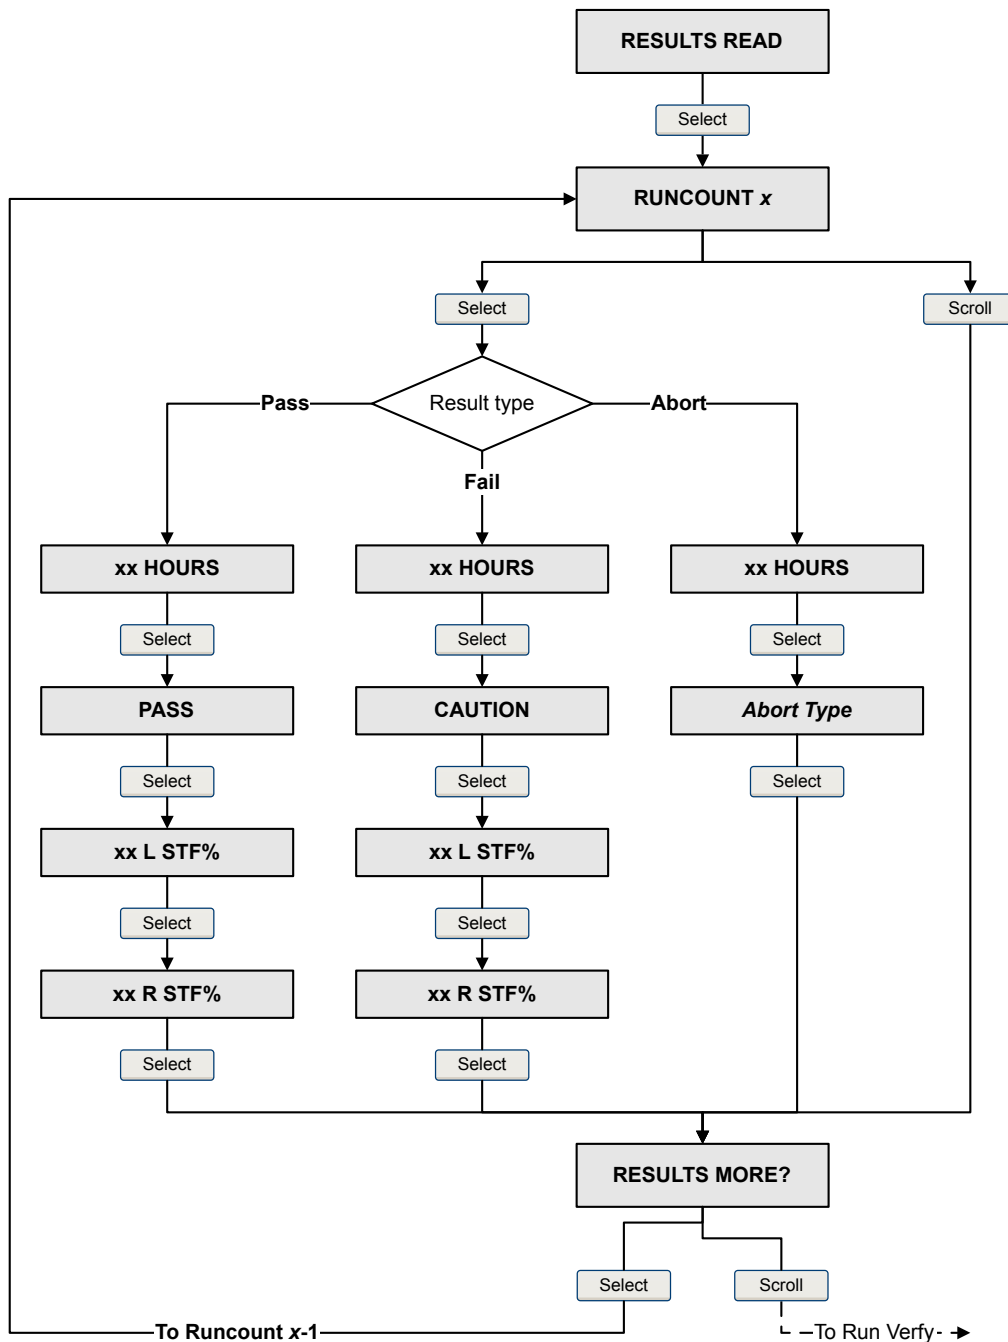 RESULTS READ
Select
RUNCOUNT x
Select
Scroll
Result type
Pass
Abort
Fail
xx HOURS
xx HOURS
xx HOURS
Select
Select
Select
PASS
CAUTION
Abort Type
Select
Select
Select
xx L STF%
xx L STF%
Select
Select
xx R STF%
xx R STF%
Select
Select
RESULTS MORE?
Select
Scroll
To Runcount x-1
To Run Verfy